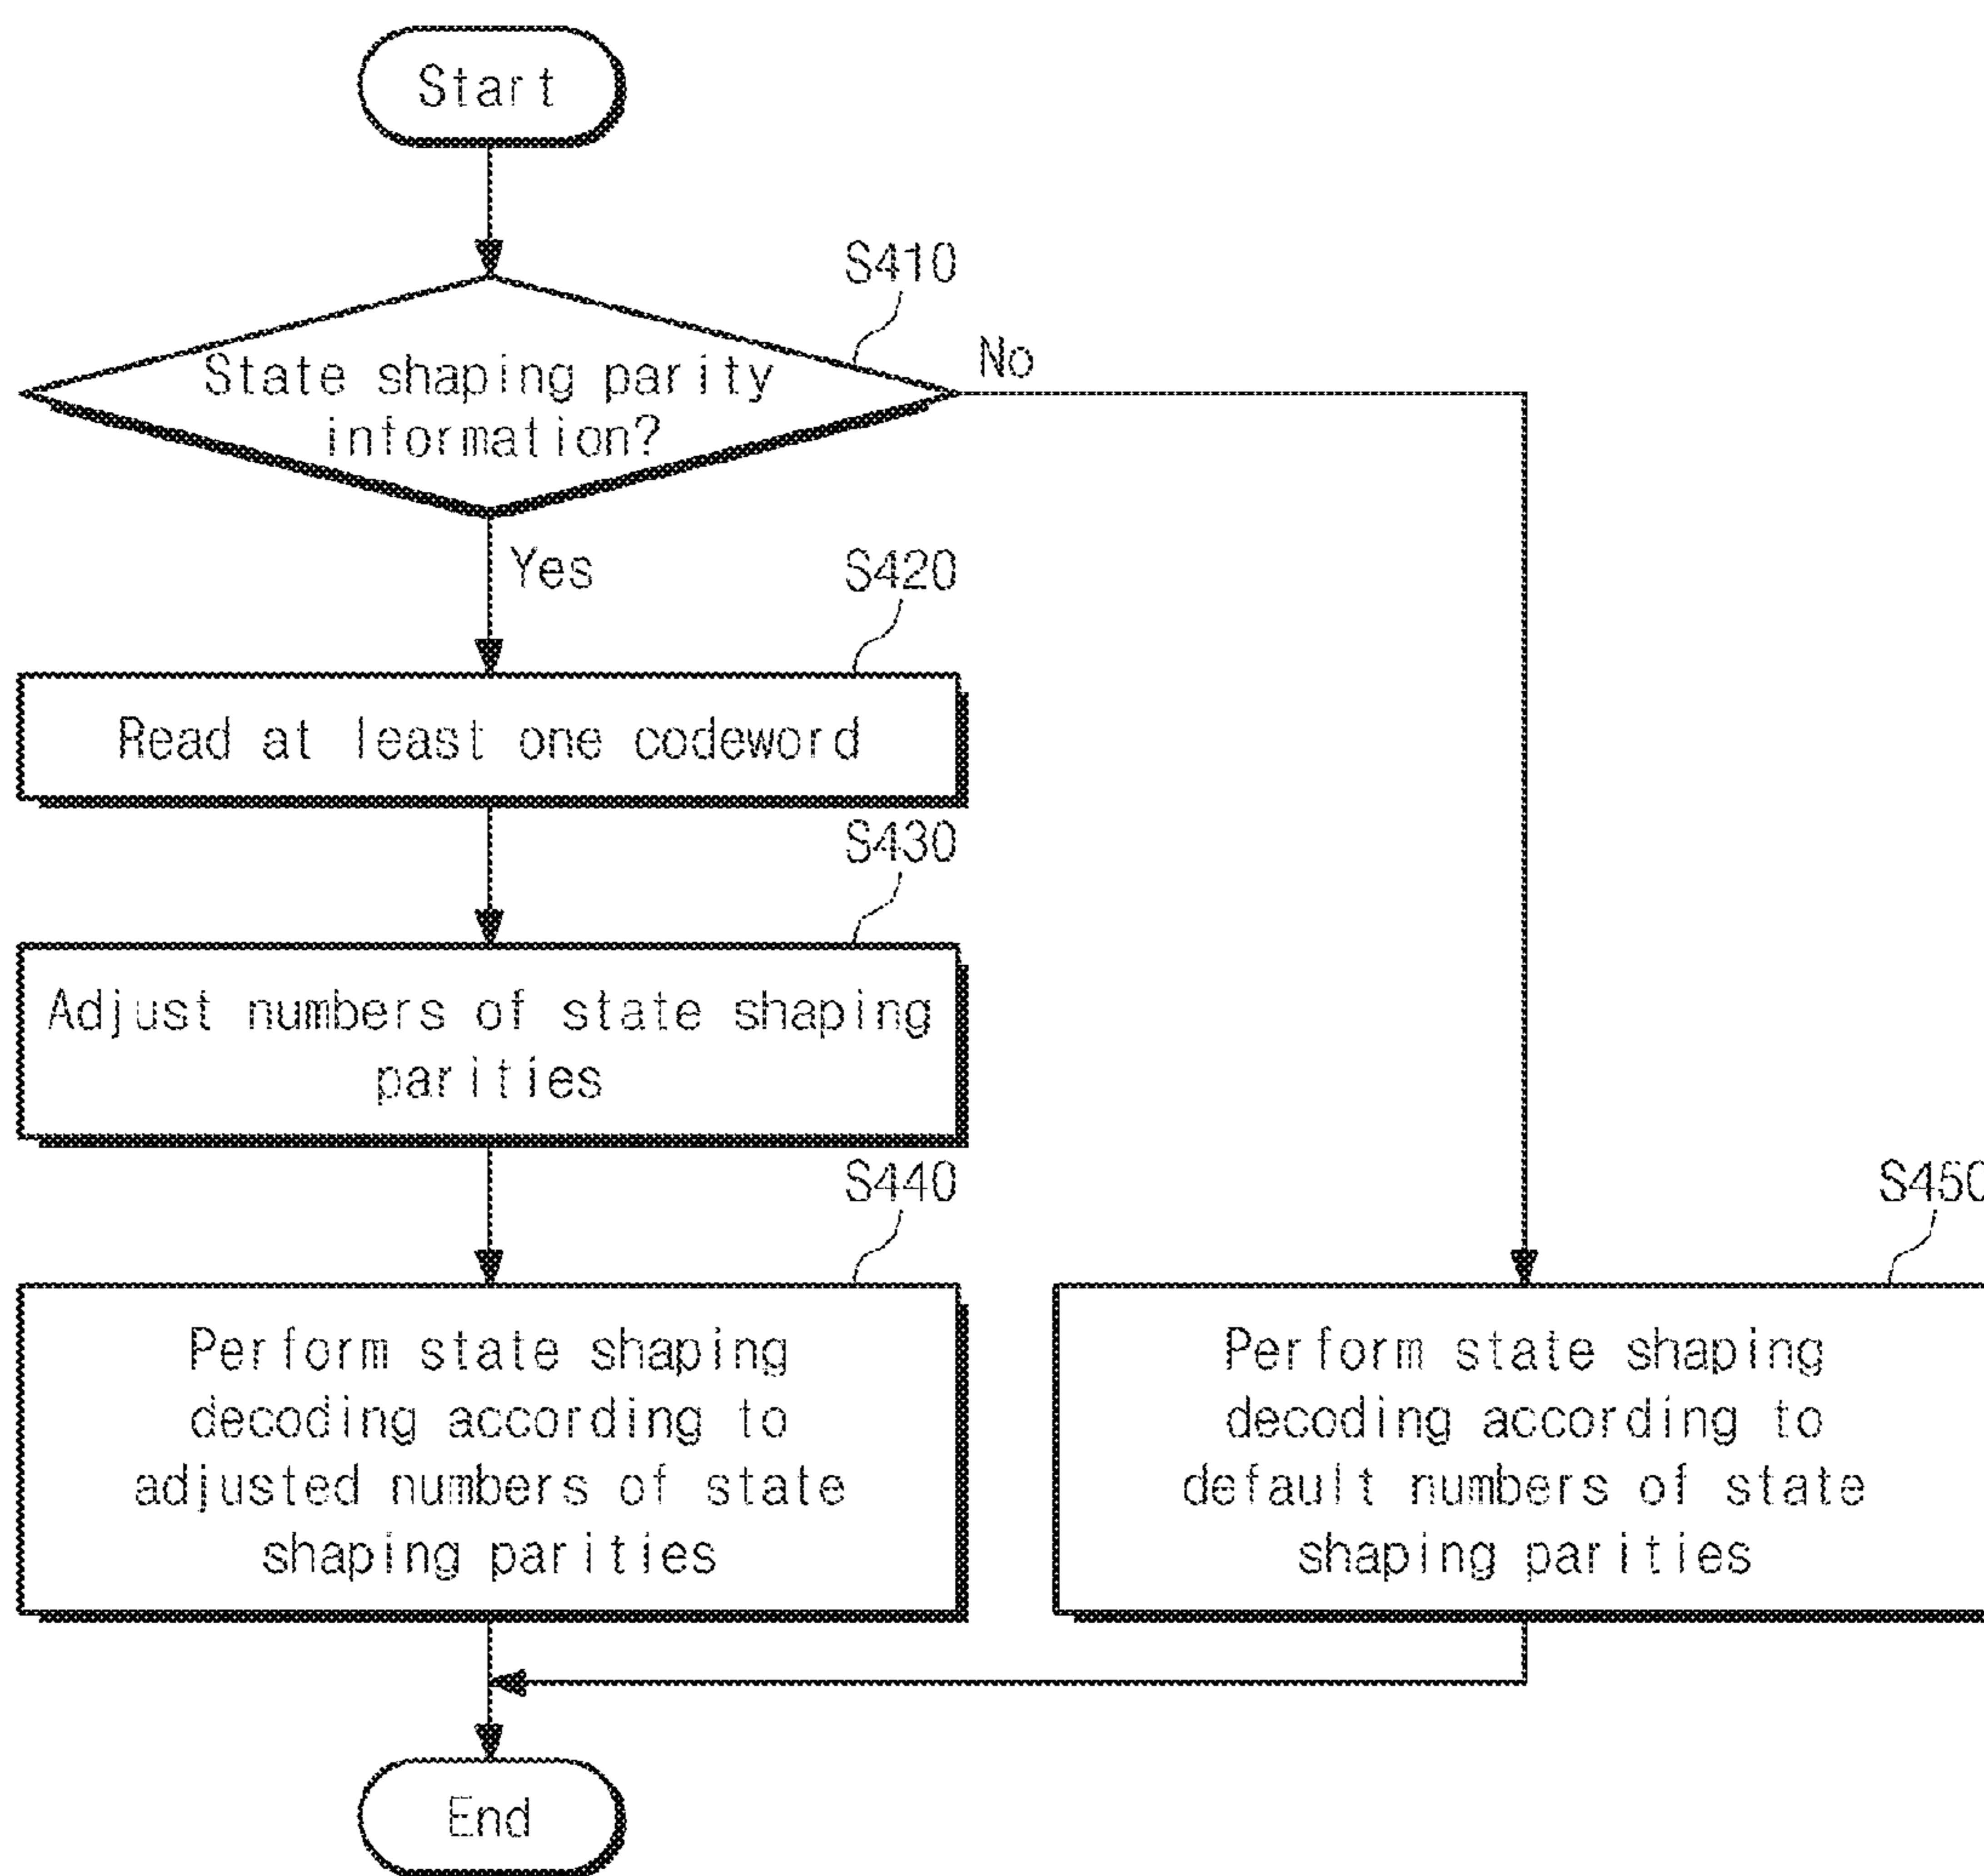 Start
S410
State shaping parity
information?
No
Yes
S420
Read at least one codeword
S430
Adjust numbers of state shaping
parities
S440
Perform state shaping
decoding according to
adjusted numbers of state
shaping parities
S450
Perform state shaping
decoding according to
default numbers of state
shaping parities
End